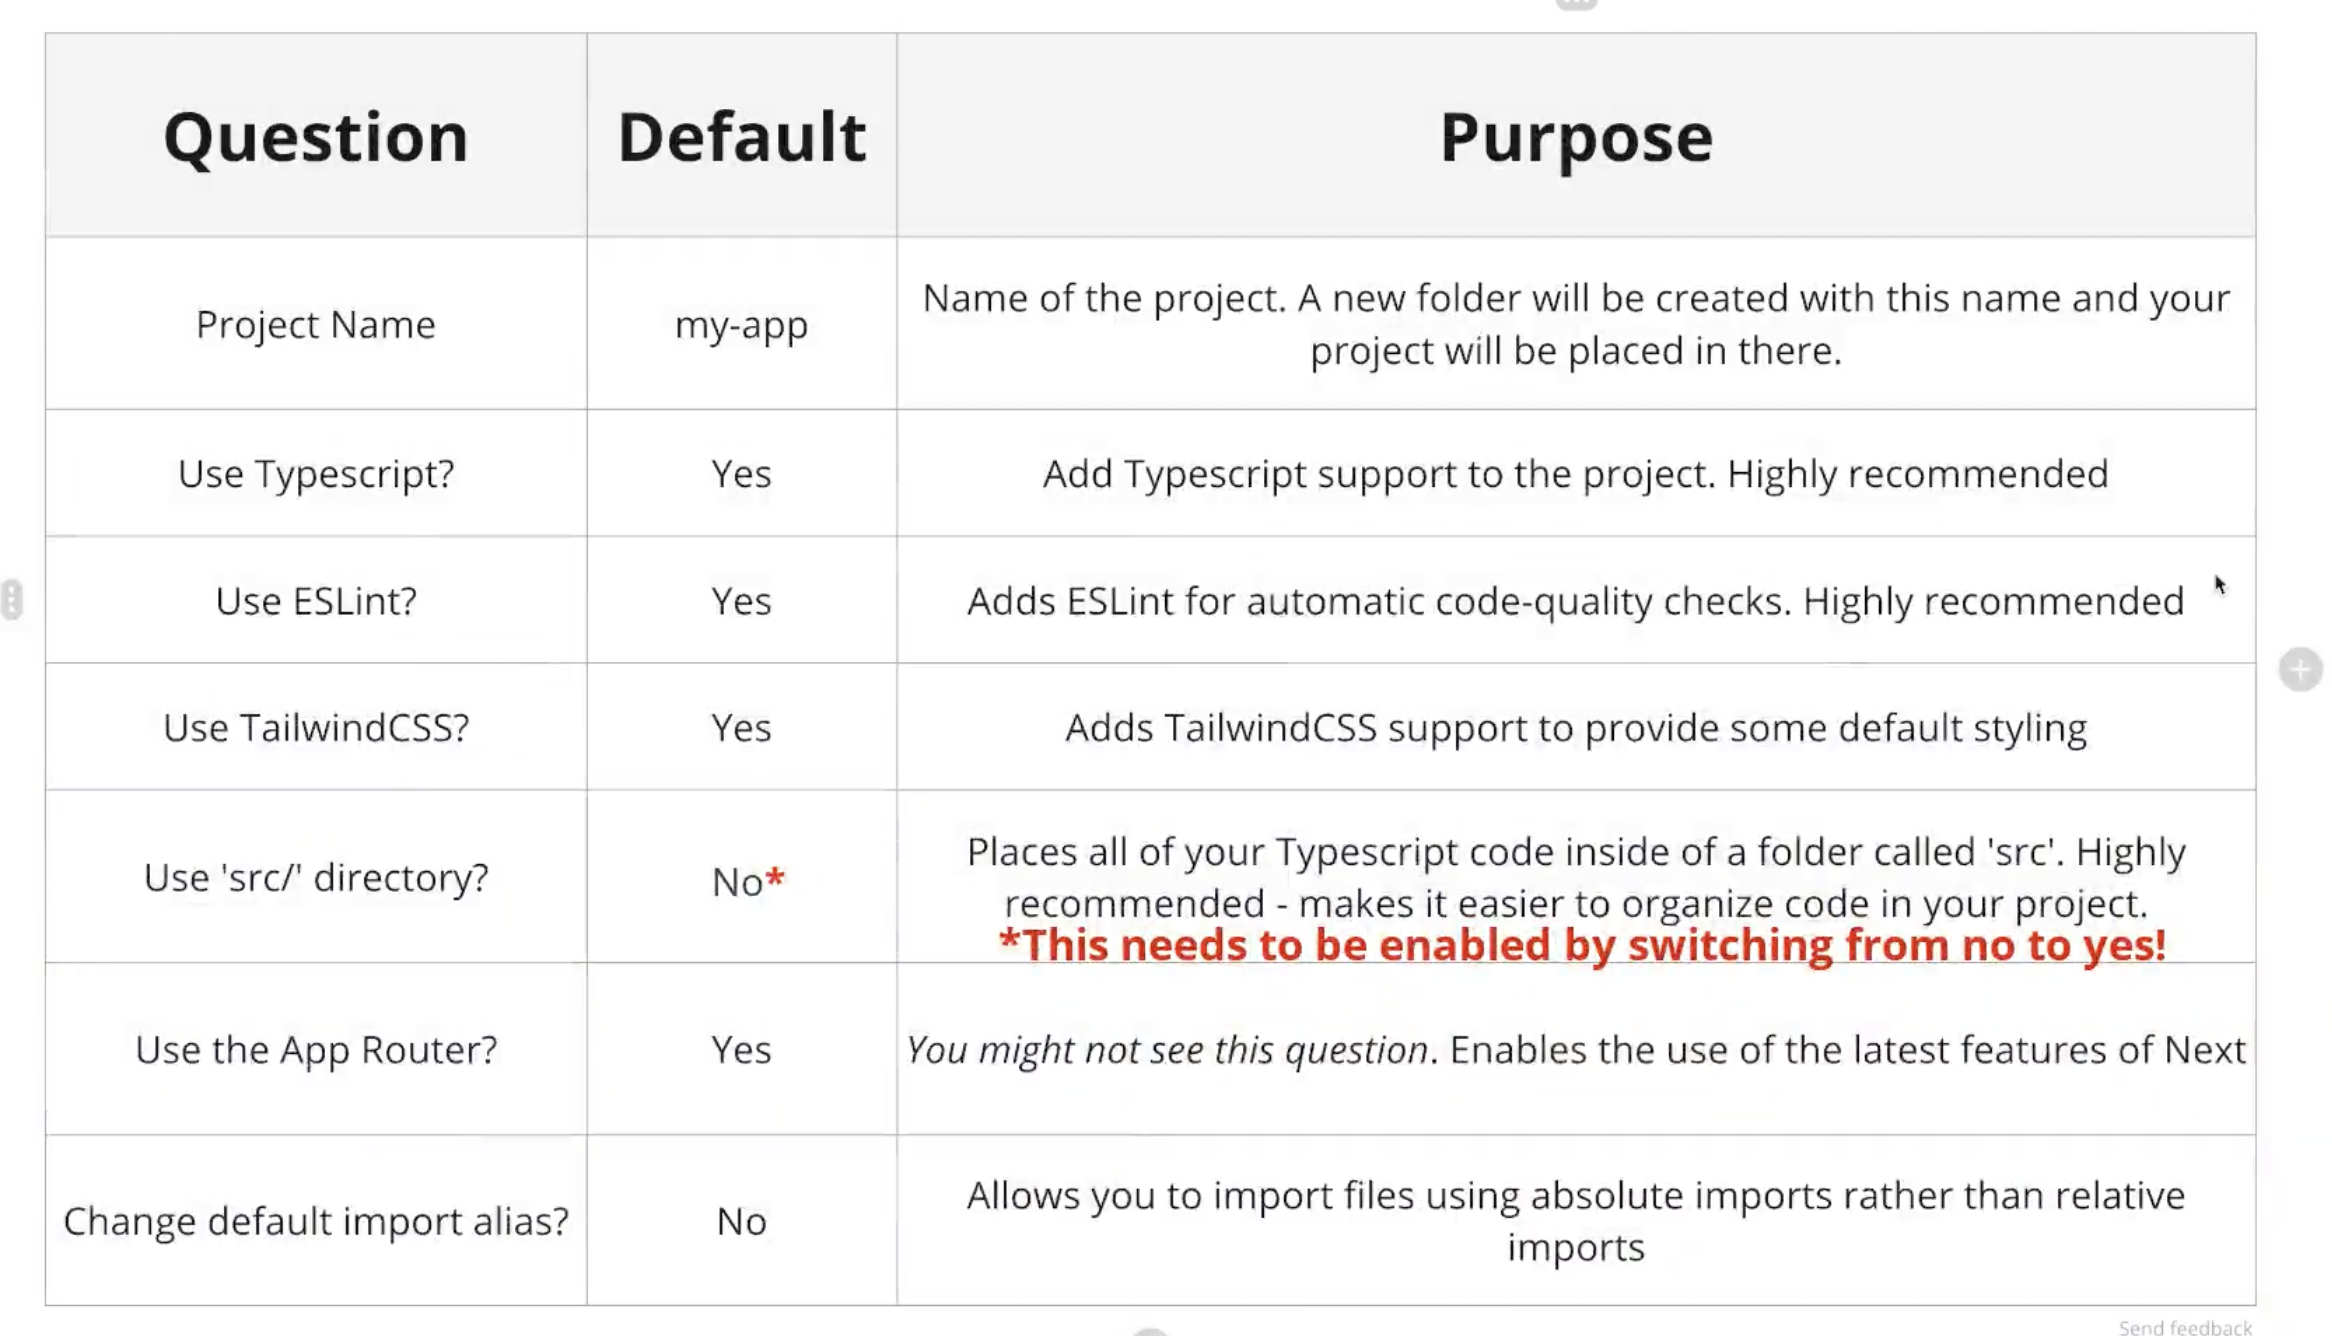 Question
Default
Purpose
Project Name
my-app
Name of the project. A new folder will be created with this name and your
project will be placed in there.
Use Typescript?
Yes
Add Typescript support to the project. Highly recommended
Use ESLint?
Yes
Adds ESLint for automatic code-quality checks. Highly recommended
Use TailwindCSS?
Yes
Adds TailwindCSS support to provide some default styling
Use 'src/' directory?
No*
Places all of your Typescript code inside of a folder called 'src'. Highly
recommended - makes it easier to organize code in your project.
*This needs to be enabled by switching from no to yes!
Use the App Router?
Yes
You might not see this question. Enables the use of the latest features of Next
Change default import alias?
No
Allows you to import files using absolute imports rather than relative
imports
Send feedback